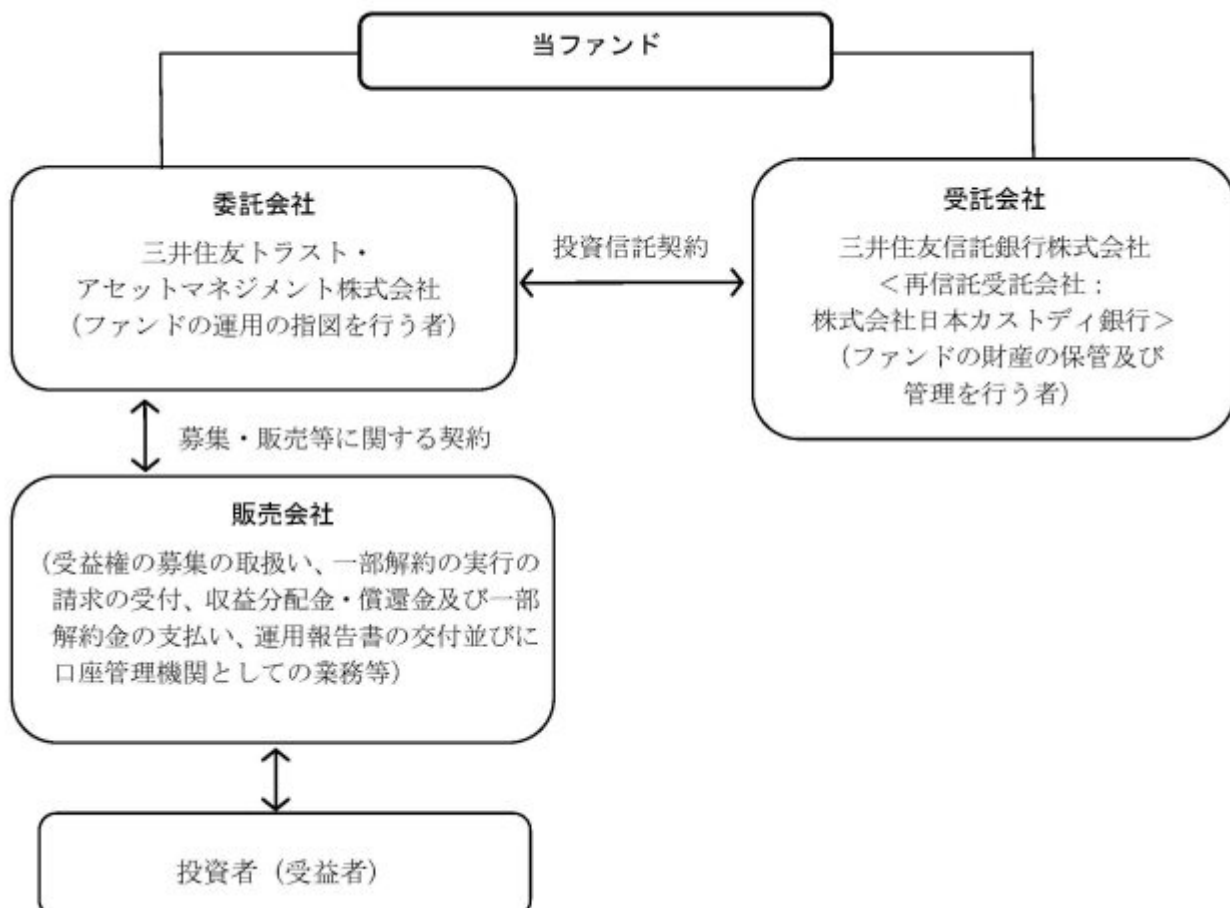 当ファンド
委託会社
三井住友トラスト・
アセットマネジメント株式会社
（ファンドの運用の指図を行う者）
投資信託契約
受託会社
三井住友信託銀行株式会社
＜再信託受託会社：
株式会社日本カストディ銀行＞
（ファンドの財産の保管及び
管理を行う者）
募集・販売等に関する契約
販売会社
（受益権の募集の取扱い、一部解約の実行の
請求の受付、収益分配金・償還金及び一部
解約金の支払い、運用報告書の交付並びに
口座管理機関としての業務等）
投資者（受益者）